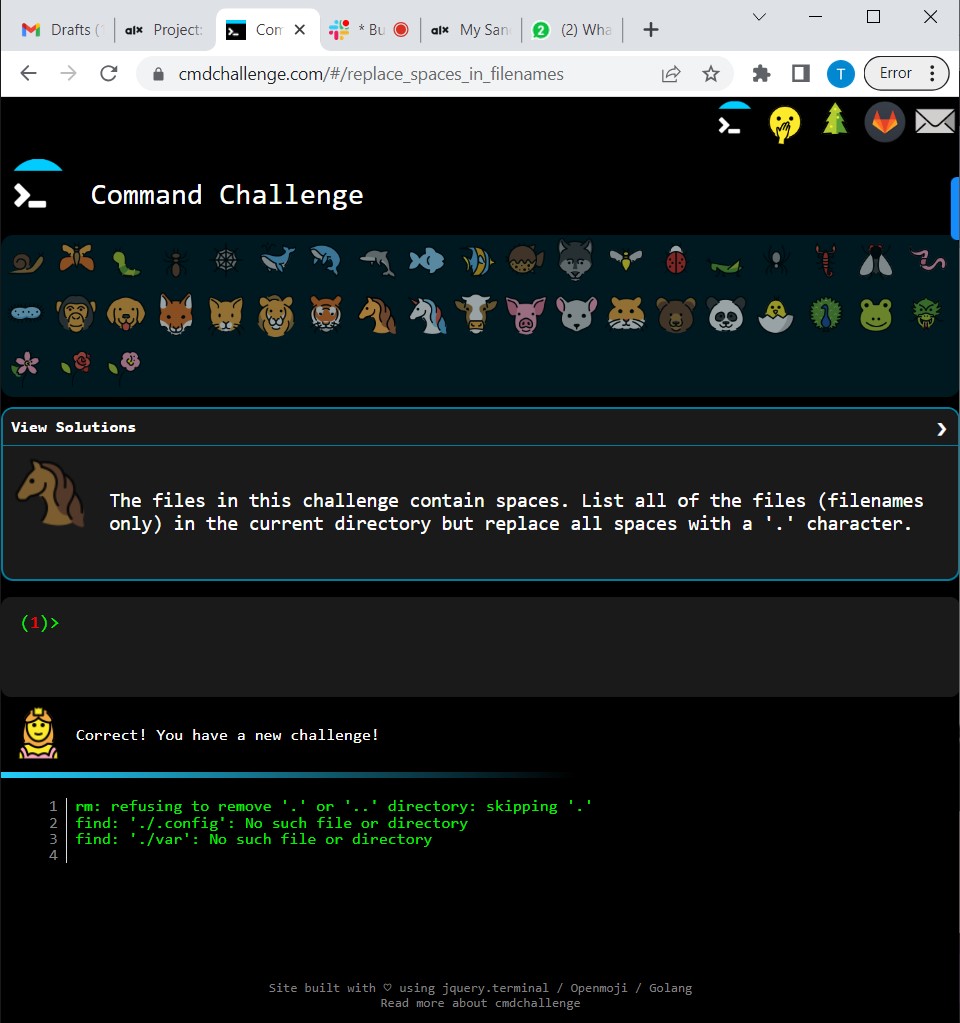 Drafts (
alx Project:
Com
* Bu
alx My San
2 (2) Wha
cmdchallenge.com/#/replace_spaces_in_filenames
T
Error
Command Challenge
View Solutions
The files in this challenge contain spaces. List all of the files (filenames
only) in the current directory but replace all spaces with a '.' character.
(1)>
Correct! You have a new challenge!
1 rm: refusing to remove '.' or '..' directory: skipping '.'
2 find: './.config': No such file or directory
3 find: './var': No such file or directory
4
Site built with ♡ using jquery.terminal / Openmoji / Golang
Read more about cmdchallenge